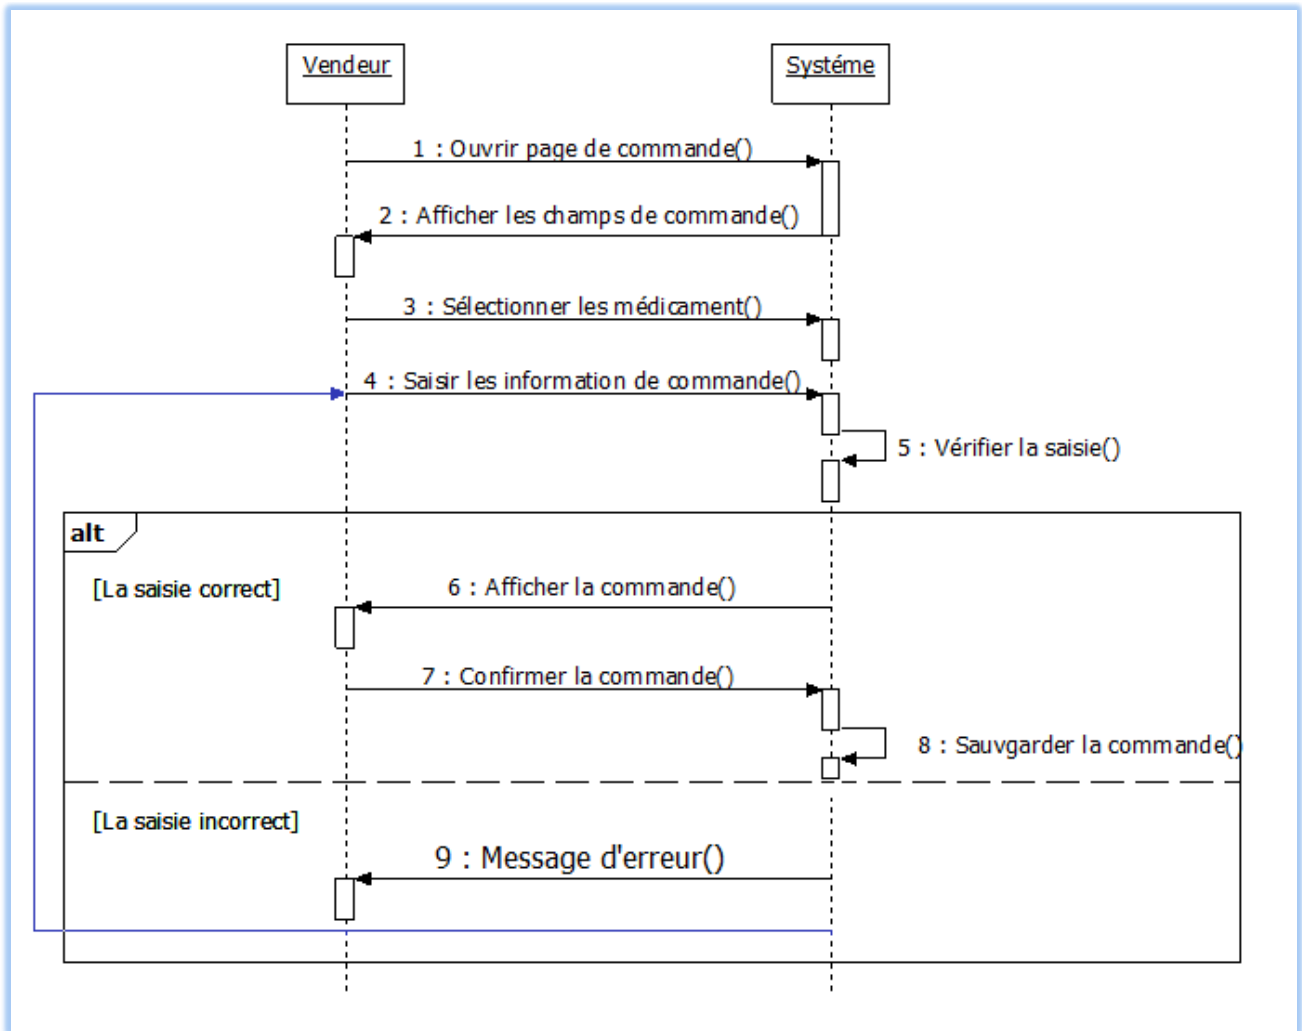 Vendeur
Systéme
1 : Ouvrir page de commande()
2 : Afficher les champs de commande()
3 : Sélectionner les médicament()
4 : Saisir les information de commande()
5 : Vérifier la saisie()
alt
[La saisie correct]
6 : Afficher la commande()
7 : Confirmer la commande()
8 : Sauvgarder la commande()
[La saisie incorrect]
9 : Message d'erreur()